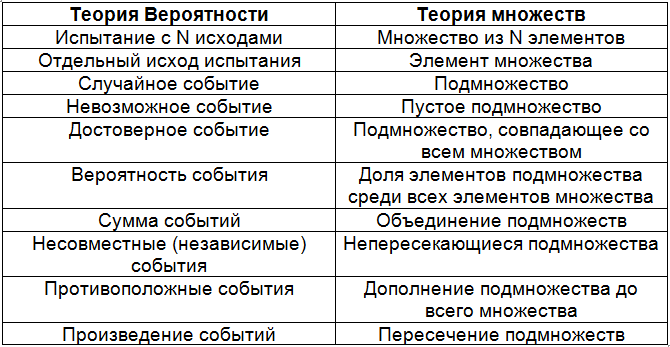 Теория Вероятности Теория множеств
Испытание с N исходами Множество из N элементов
Отдельный исход испытания Элемент множества
Случайное событие Подмножество
Невозможное событие Пустое подмножество
Достоверное событие Подмножество, совпадающее со
всем множеством
Вероятность события Доля элементов подмножества
среди всех элементов множества
Сумма событий Объединение подмножеств
Несовместные (независимые) Непересекающиеся подмножества
события
Противоположные события Дополнение подмножества до
всего множества
Произведение событий Пересечение подмножеств